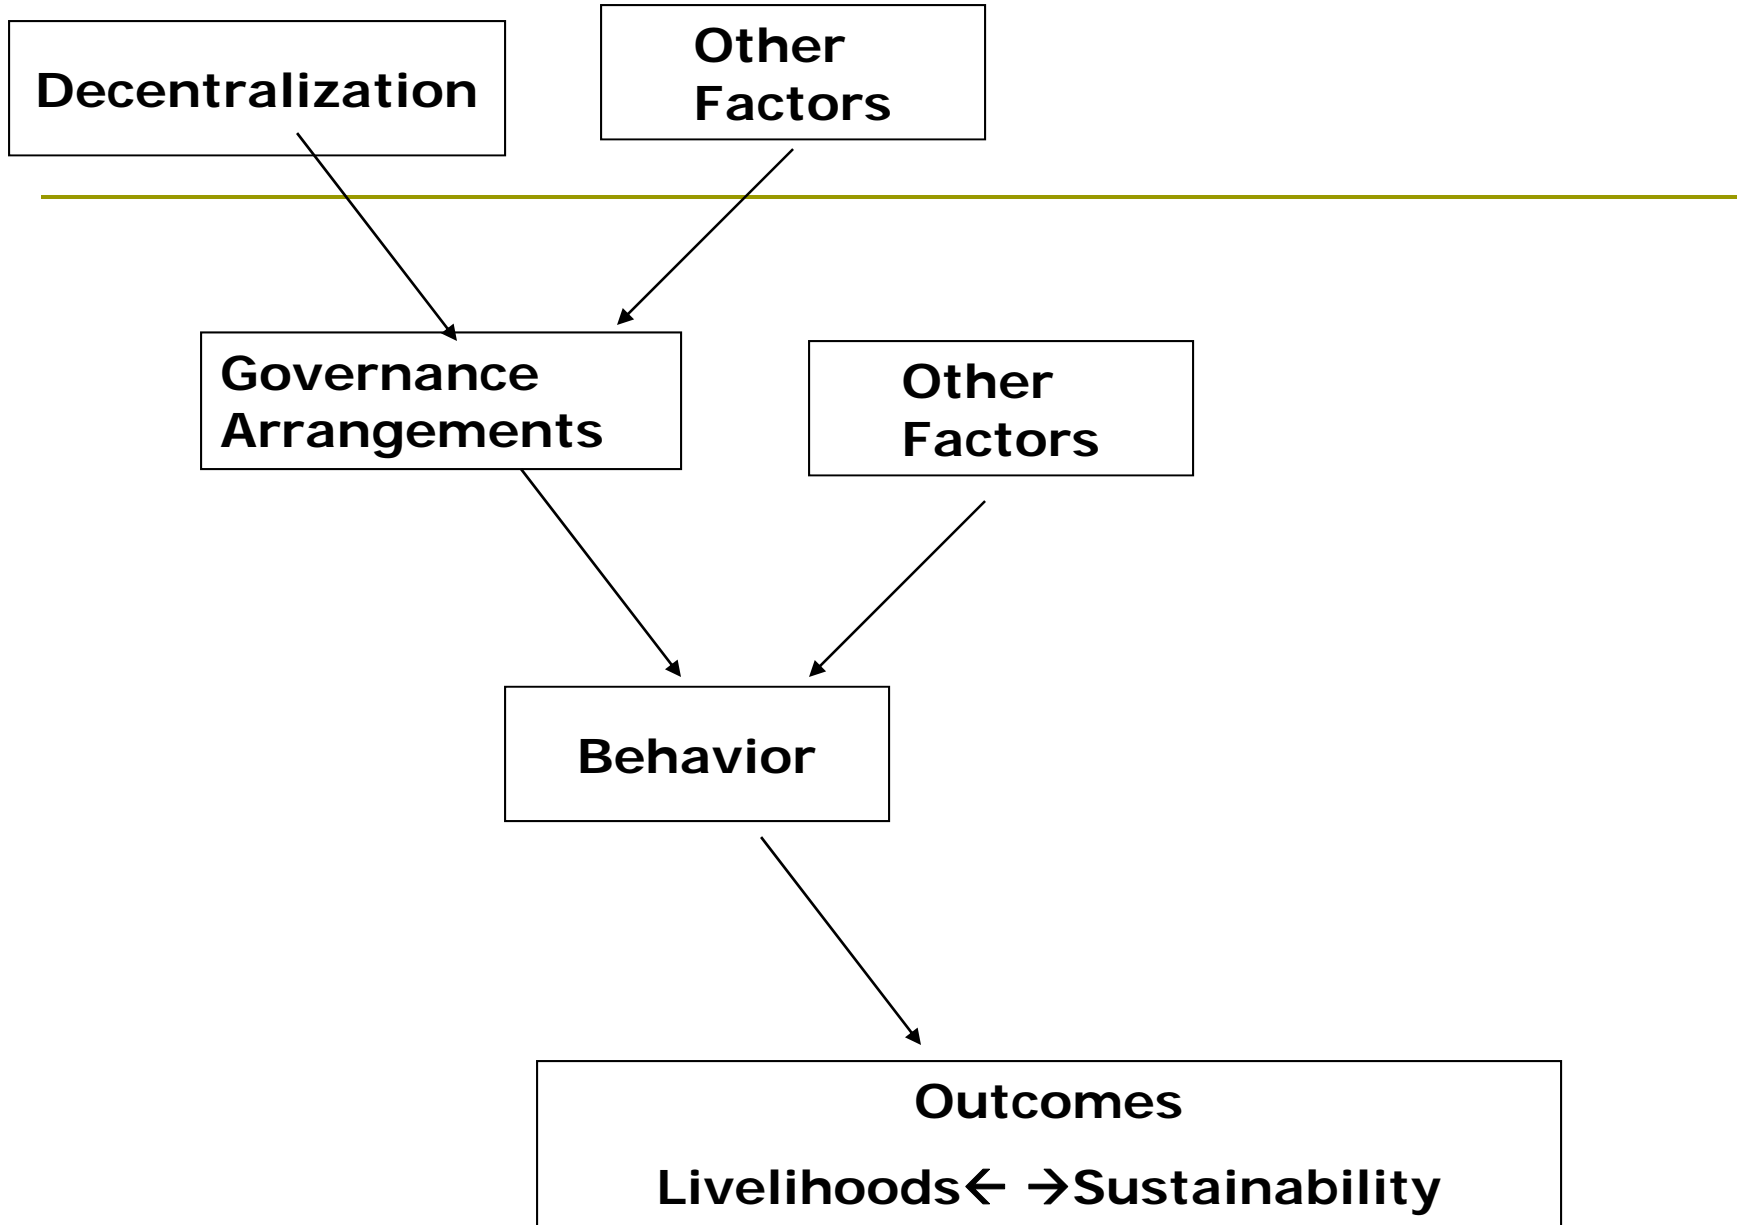 Decentralization
Other
Factors
Governance
Arrangements
Other
Factors
Behavior
Outcomes
Livelihoods← →Sustainability